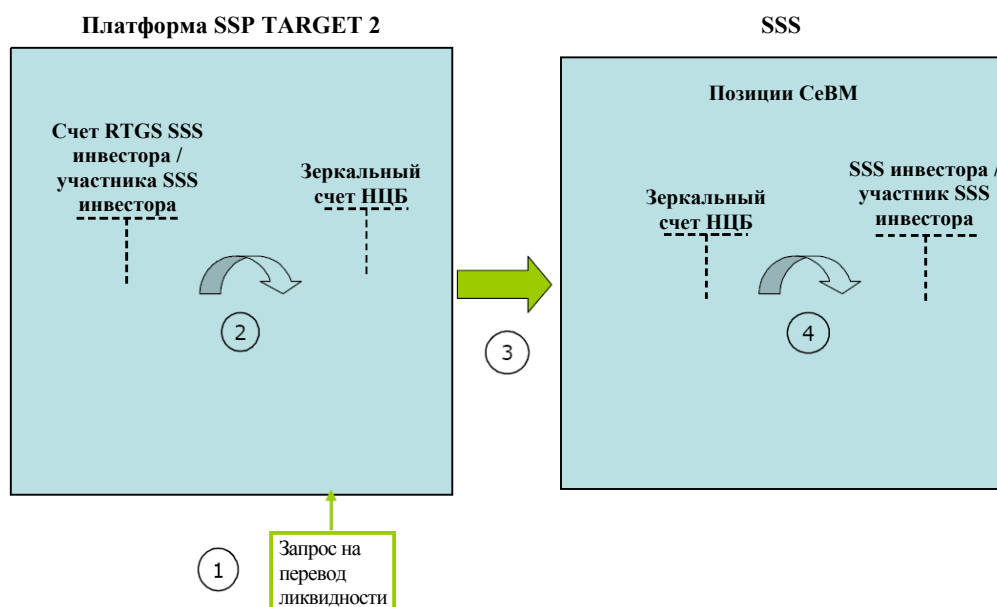 Платформа SSP TARGET 2
SSS
Счет RTGS SSS
инвестора /
участника SSS
инвестора
Зеркальный
счет НЦБ
2
3
Позиции CeBM
Зеркальный
счет НЦБ
SSS инвестора /
участник SSS
инвестора
4
1
Запрос на
перевод
ликвидности